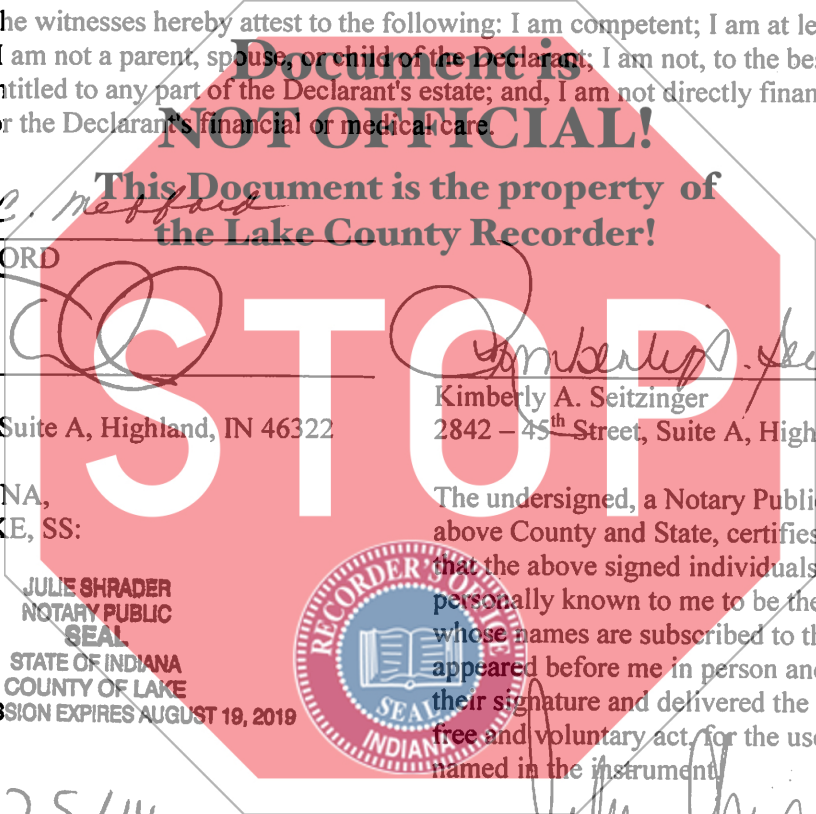 he witnesses hereby attest to the following: I am competent; I am at le
I am not a parent, spouse, or child of the Declarant; I am not, to the be
ntitled to any part of the Declarant's estate; and, I am not directly finan
r the Declarant's financial or medical care.
Document is
NOT OFFICIAL!
This Document is the property of
the Lake County Recorder!
C. Mefford
ORD
STOP
Kimberly A. Seitzinger
Suite A, Highland, IN 46322
2842 – 45th Street, Suite A, High
NA,
KE, SS:
The undersigned, a Notary Publi
above County and State, certifies
that the above signed individuals
personally known to me to be the
whose names are subscribed to th
appeared before me in person and
their signature and delivered the
free and voluntary act, for the use
named in the instrument
JULIE SHRADER
NOTARY PUBLIC
SEAL
STATE OF INDIANA
COUNTY OF LAKE
SSION EXPIRES AUGUST 19, 2019
RECORDER'S OFFICE
SEAL
INDIANA